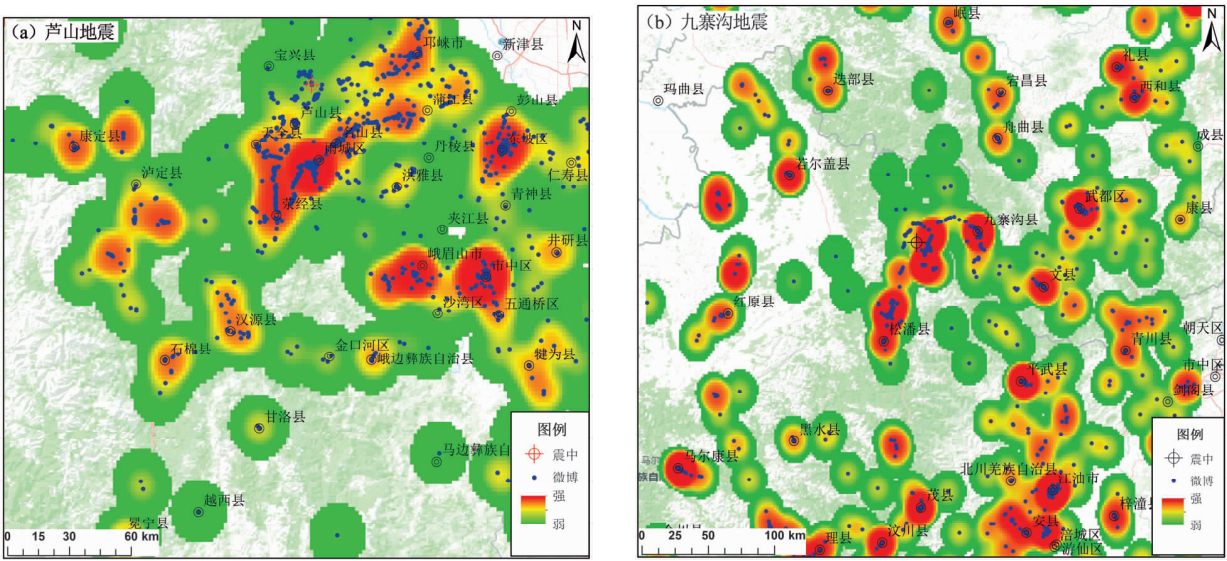 (a) 芦山地震
N
宝兴县
邛崃市
新津县
芦山县
蒲江县
彭山县
康定县
天全县
名山县
丹棱县
东坡区
雨城区
仁寿县
泸定县
洪雅县
青神县
荥经县
夹江县
井研县
峨眉山市
市中区
沙湾区
五通桥区
汉源县
石棉县
金口河区
峨边彝族自治县
犍为县
甘洛县
马边彝族自
越西县
冕宁县
图例
震中
微博
强
弱
0 15 30 60 km
(b) 九寨沟地震
N
岷县
迭部县
宕昌县
礼县
西和县
玛曲县
舟曲县
成县
若尔盖县
武都区
康县
九寨沟县
文县
红原县
松潘县
青川县
朝天区
市中区
平武县
剑阁县
黑水县
马尔康县
北川羌族自治县
江油市
梓潼县
茂县
安县
涪城区
游仙区
理县
汶川县
图例
震中
微博
强
弱
0 25 50 100 km